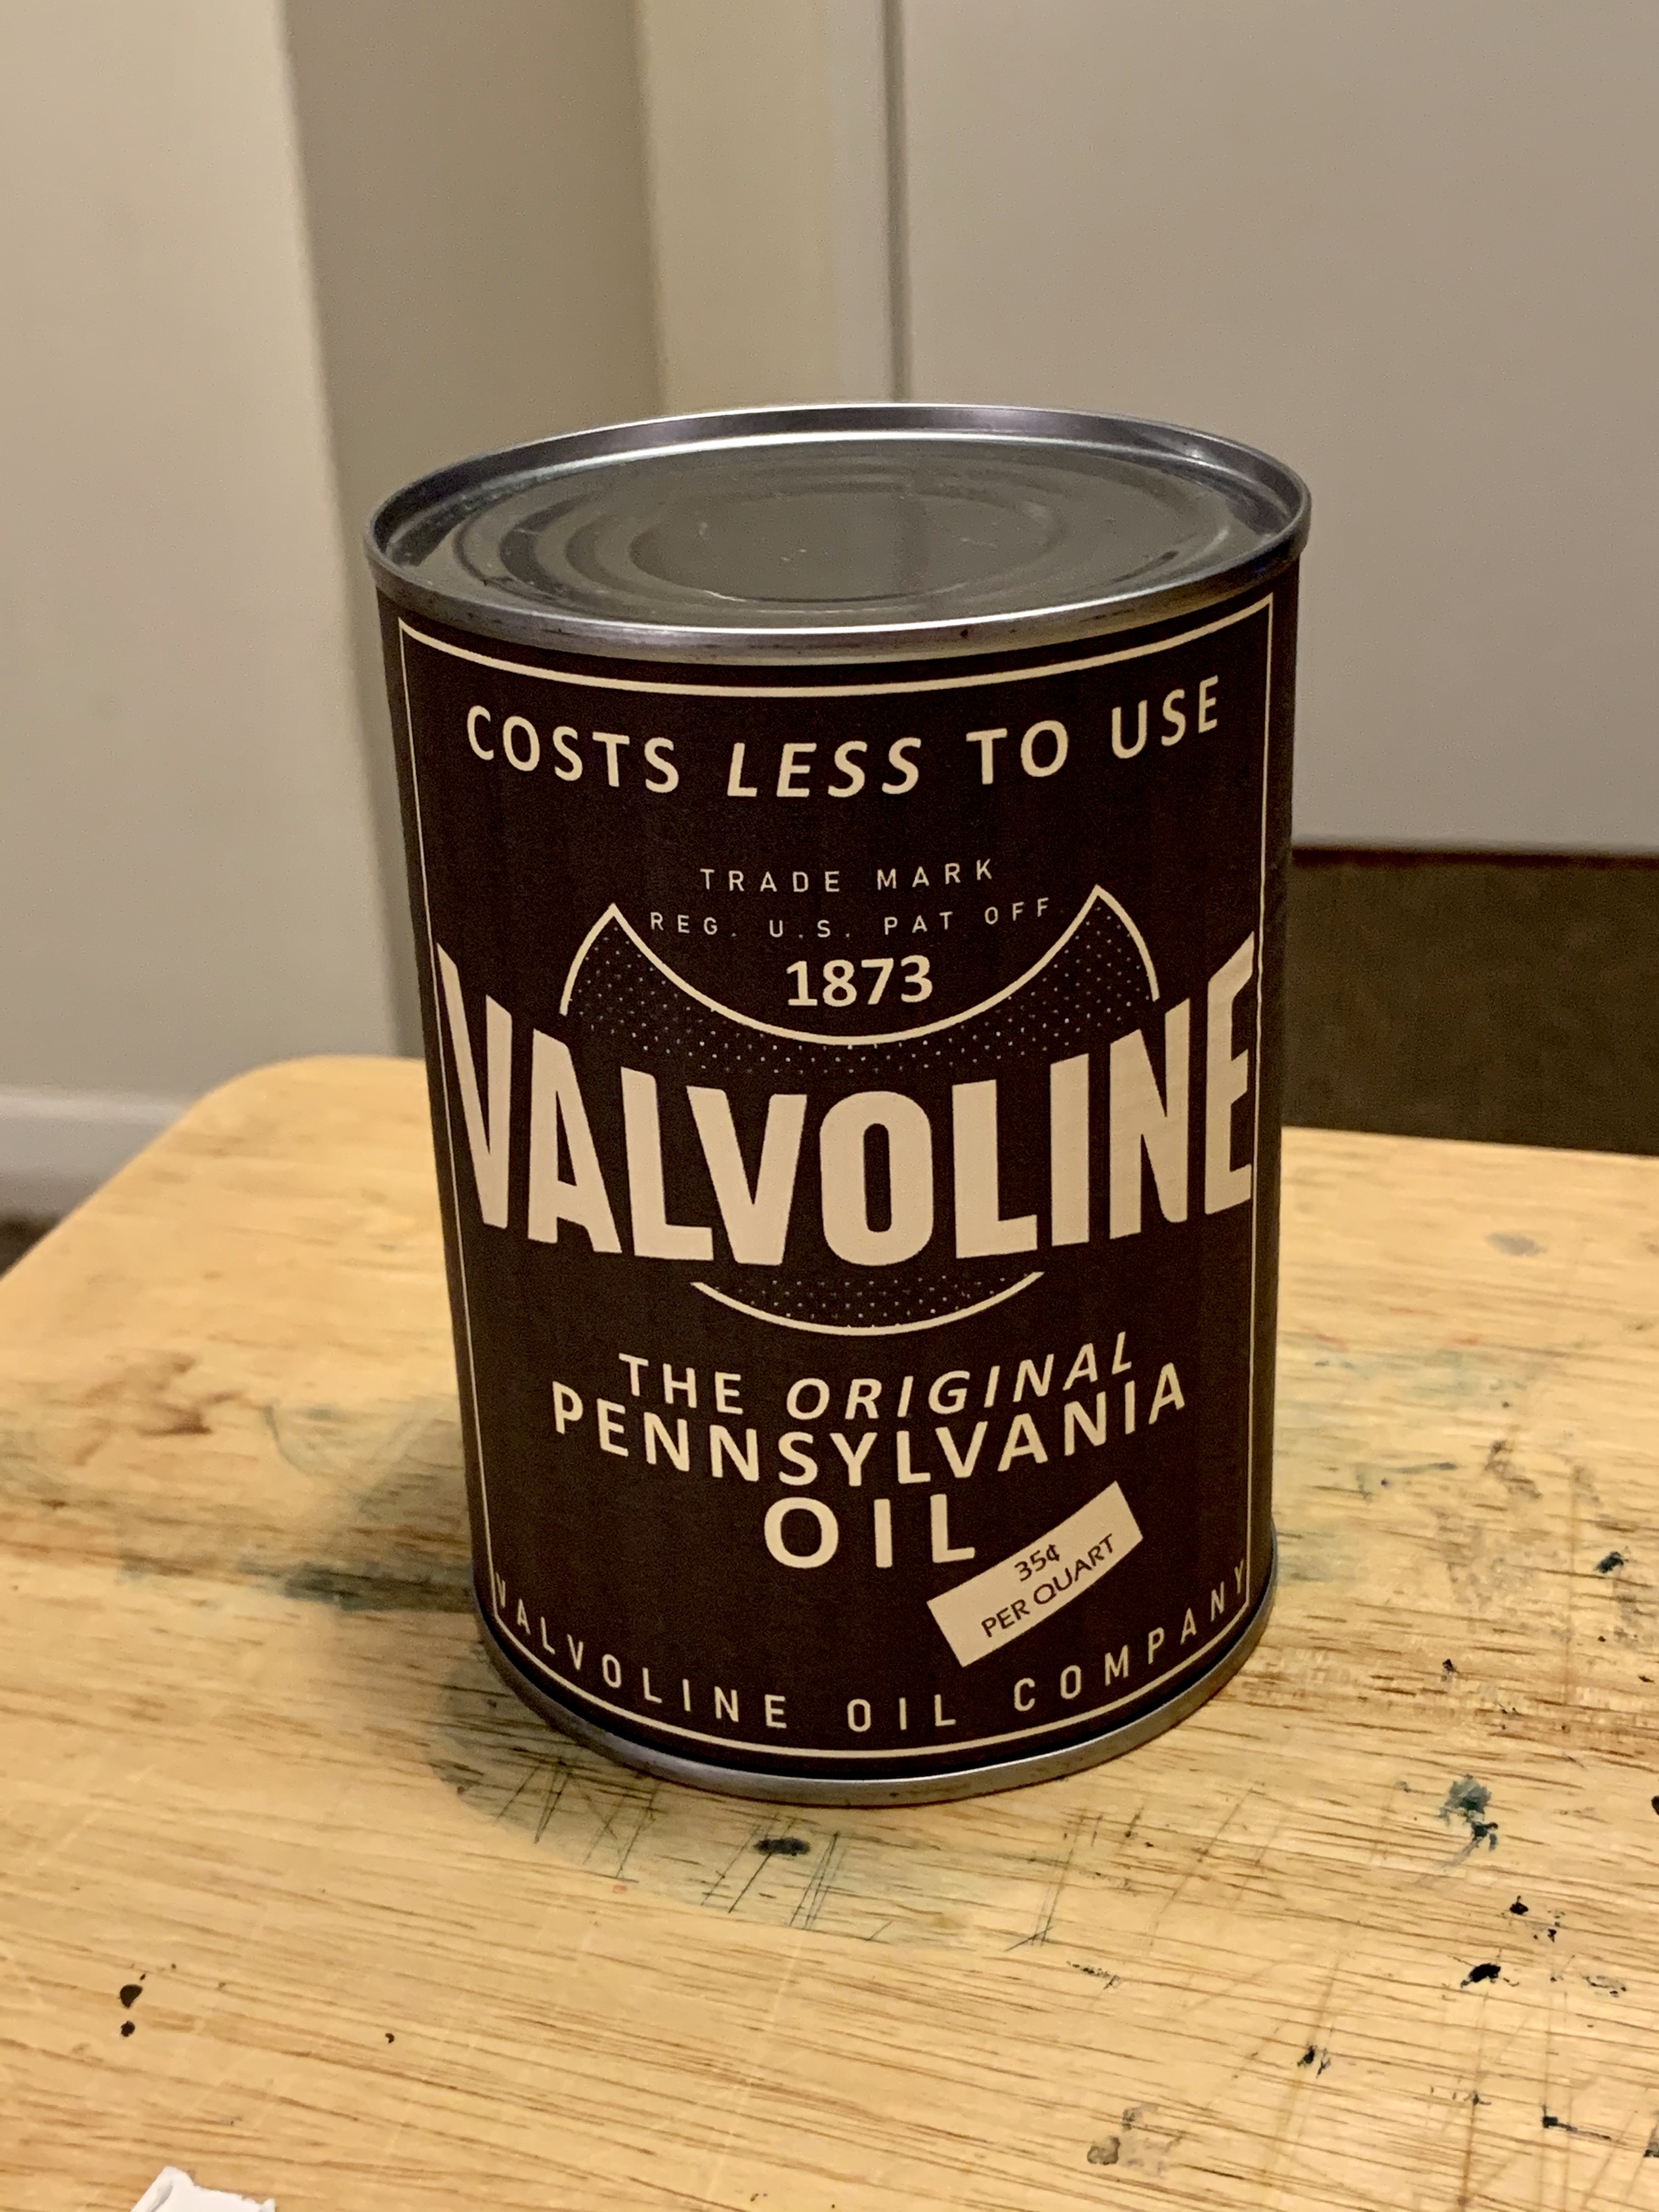 COSTS LESS TO USE
TRADE MARK
REG. U.S. PAT OFF
1873
VALVOLINE
THE ORIGINAL
PENNSYLVANIA
OIL
35¢
PER QUART
VALVOLINE OIL COMPANY